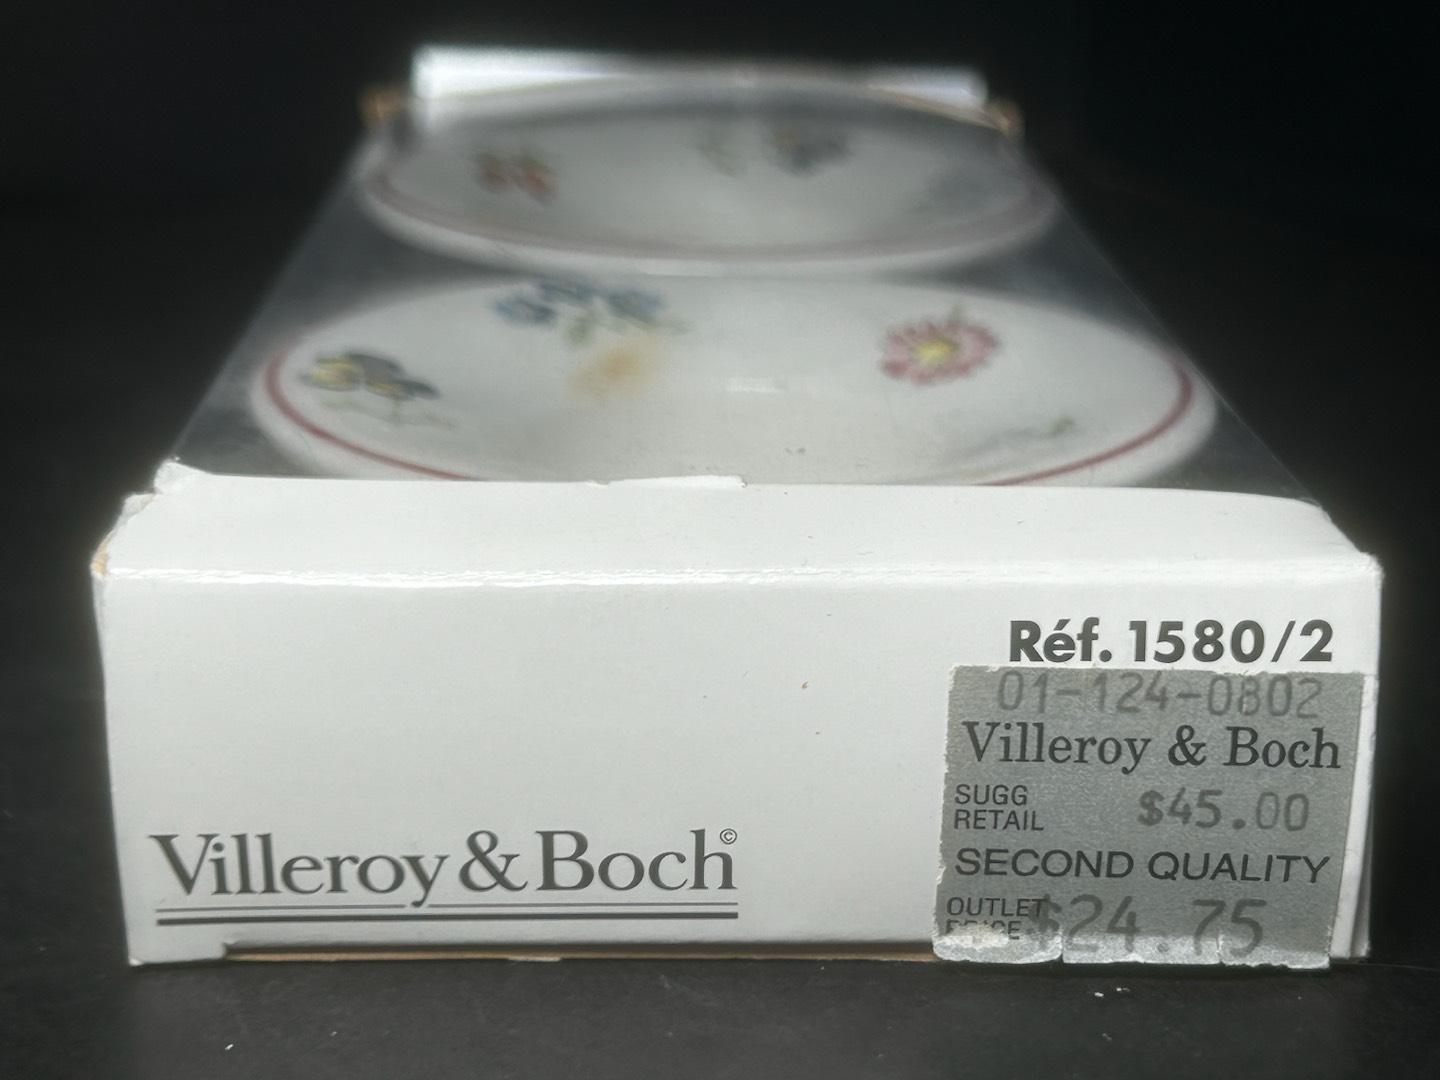 Réf. 1580/2
01-124-0802
Villeroy & Boch
SUGG
RETAIL $45.00
SECOND QUALITY
OUTLET
PRICE $24.75
Villeroy & Boch©